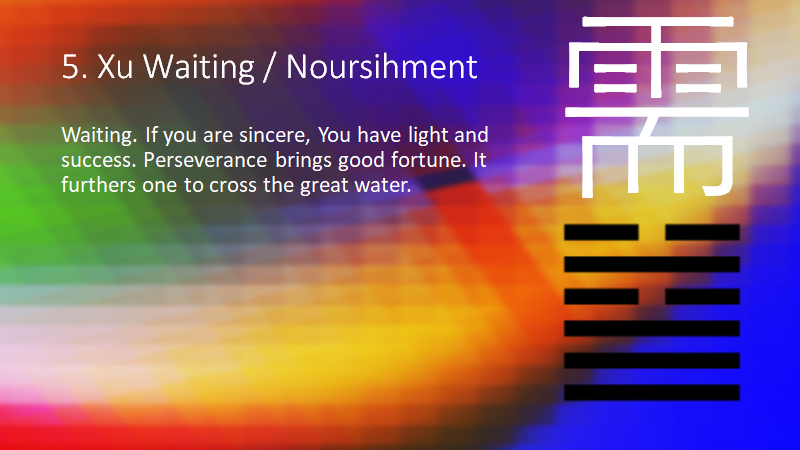 5. Xu Waiting / Noursihment
Waiting. If you are sincere, You have light and
success. Perseverance brings good fortune. It
furthers one to cross the great water.
需